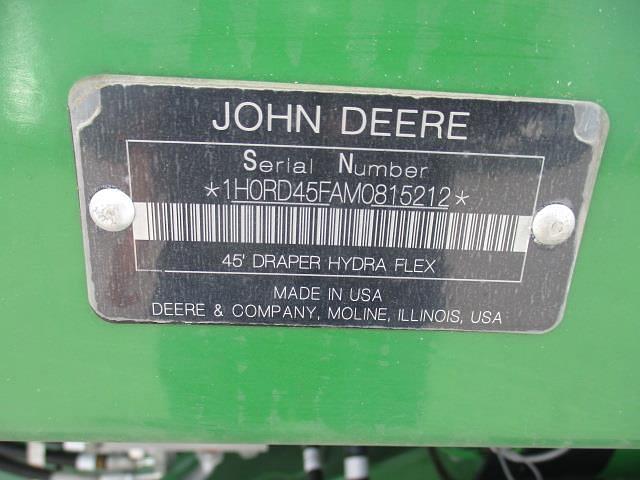 JOHN DEERE
Serial Number
*1H0RD45FAM0815212*
45' DRAPER HYDRA FLEX
MADE IN USA
DEERE & COMPANY, MOLINE, ILLINOIS, USA